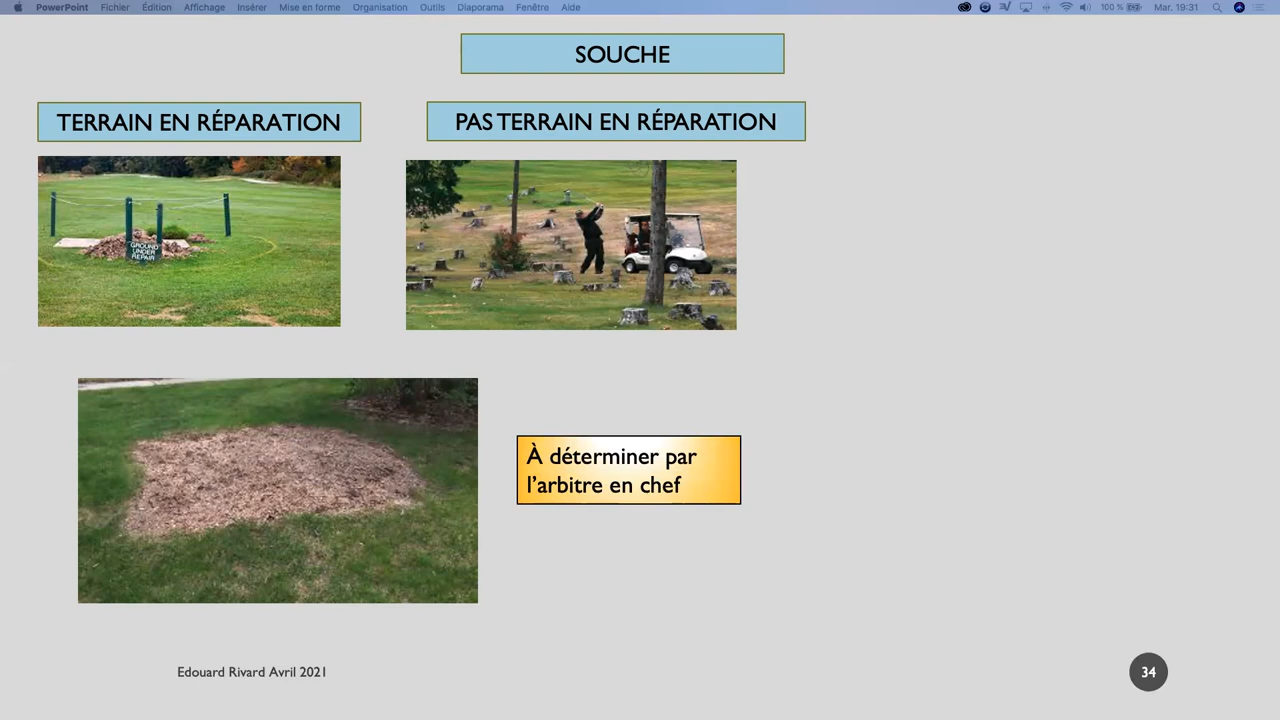 PowerPoint Fichier Édition Affichage Insérer Mise en forme Organisation Outils Diaporama Fenêtre Aide 100 % Mar. 19:31
SOUCHE
TERRAIN EN RÉPARATION
PAS TERRAIN EN RÉPARATION
GROUND
UNDER
REPAIR
À déterminer par
l'arbitre en chef
Edouard Rivard Avril 2021
34